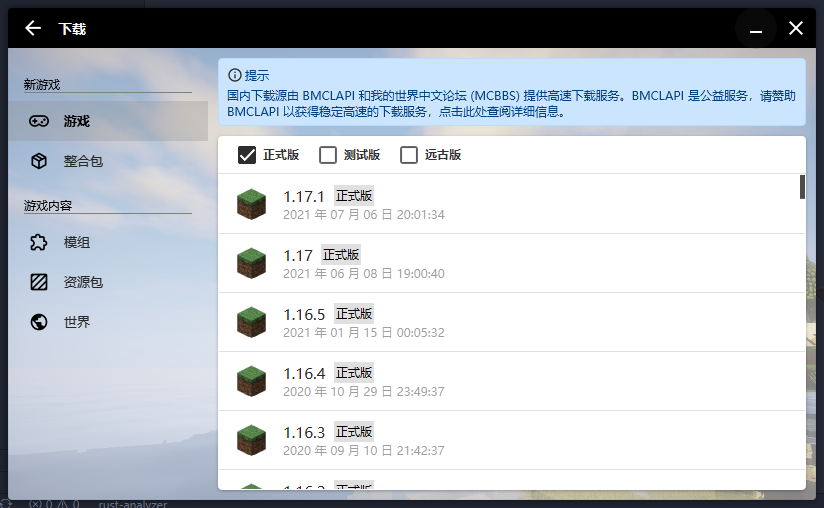 下载
新游戏
游戏
整合包
游戏内容
模组
资源包
世界
提示
国内下载源由 BMCLAPI 和我的世界中文论坛 (MCBBS) 提供高速下载服务。BMCLAPI 是公益服务，请赞助
BMCLAPI 以获得稳定高速的下载服务，点击此处查阅详细信息。
正式版 测试版 远古版
1.17.1 正式版
2021 年 07 月 06 日 20:01:34
1.17 正式版
2021 年 06 月 08 日 19:00:40
1.16.5 正式版
2021 年 01 月 15 日 00:05:32
1.16.4 正式版
2020 年 10 月 29 日 23:49:37
1.16.3 正式版
2020 年 09 月 10 日 21:42:37
1.16.2 正式版
0 0 rust-analyzer